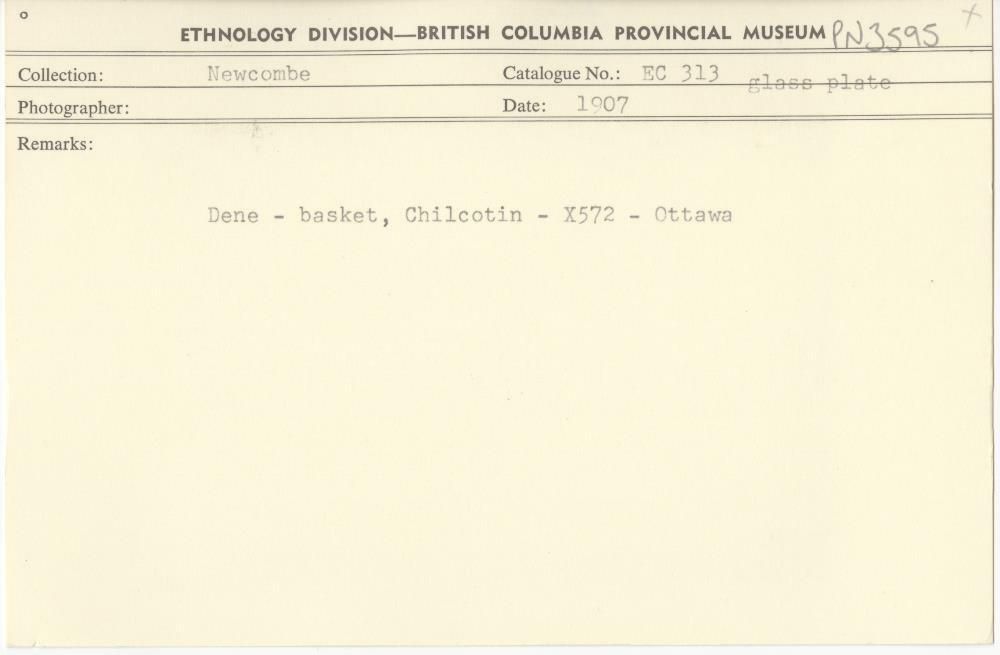 ETHNOLOGY DIVISION—BRITISH COLUMBIA PROVINCIAL MUSEUM PN3595 X
Collection: Newcombe Catalogue No.: EC 313 glass plate
Photographer: Date: 1907
Remarks:
Dene - basket, Chilcotin - X572 - Ottawa